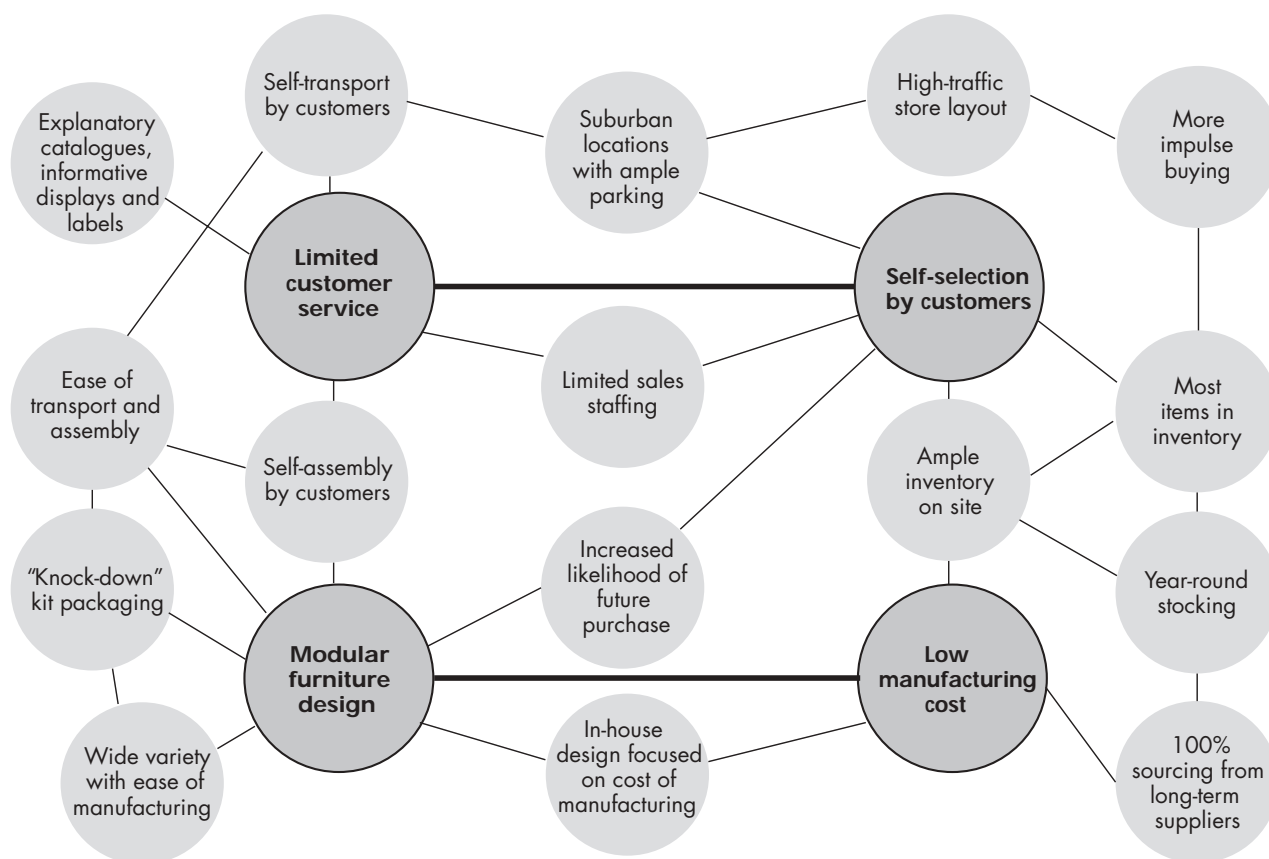 Self-transport
by customers
High-traffic
store layout
Explanatory
catalogues,
informative
displays and
labels
Suburban
locations
with ample
parking
More
impulse
buying
Limited
customer
service
Self-selection
by customers
Ease of
transport and
assembly
Limited sales
staffing
Most
items in
inventory
Self-assembly
by customers
Ample
inventory
on site
"Knock-down"
kit packaging
Increased
likelihood of
future
purchase
Year-round
stocking
Modular
furniture
design
Low
manufacturing
cost
Wide variety
with ease of
manufacturing
In-house
design focused
on cost of
manufacturing
100%
sourcing from
long-term
suppliers